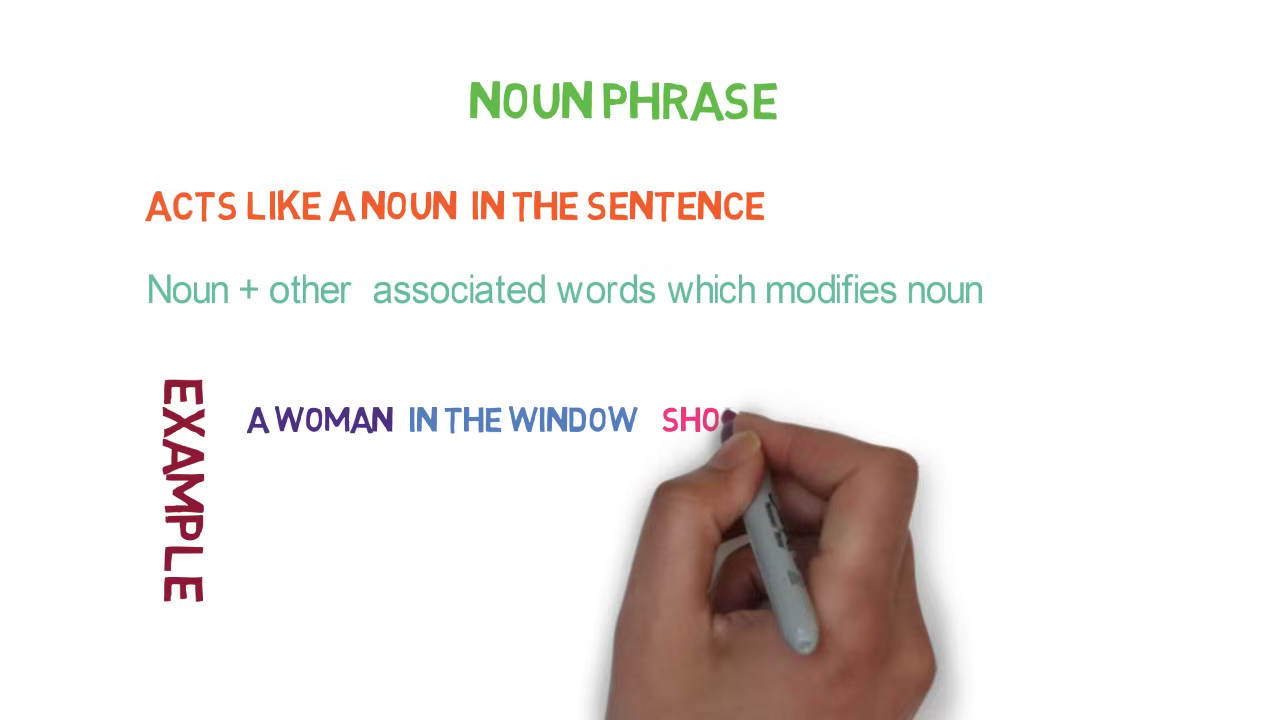 NOUN PHRASE
ACTS LIKE A NOUN IN THE SENTENCE
Noun + other associated words which modifies noun
EXAMPLE
A WOMAN IN THE WINDOW SHO